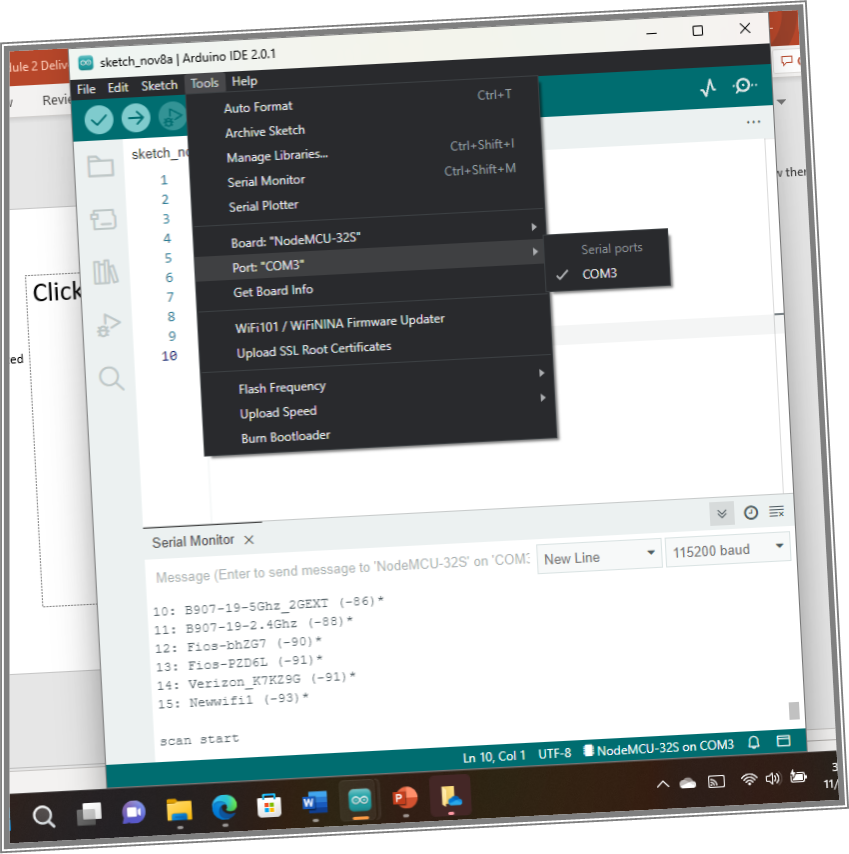 sketch_nov8a | Arduino IDE 2.0.1
File Edit Sketch Tools Help
Auto Format Ctrl+T
Archive Sketch
Manage Libraries... Ctrl+Shift+I
Serial Monitor Ctrl+Shift+M
Serial Plotter
Board: "NodeMCU-32S"
Port: "COM3"
Get Board Info
WiFi101 / WiFiNINA Firmware Updater
Upload SSL Root Certificates
Flash Frequency
Upload Speed
Burn Bootloader
Serial ports
COM3
dule 2 Deliver
Revie
sketch_no
1
2
3
4
5
6
7
8
9
10
Click
ed
w ther
Serial Monitor
Message (Enter to send message to 'NodeMCU-32S' on 'COM3
New Line
115200 baud
10: B907-19-5Ghz_2GEXT (-86)*
11: B907-19-2.4Ghz (-88)*
12: Fios-bhZG7 (-90)*
13: Fios-PZD6L (-91)*
14: Verizon_K7KZ9G (-91)*
15: Newwifi1 (-93)*
scan start
Ln 10, Col 1 UTF-8 NodeMCU-32S on COM3
3
11/